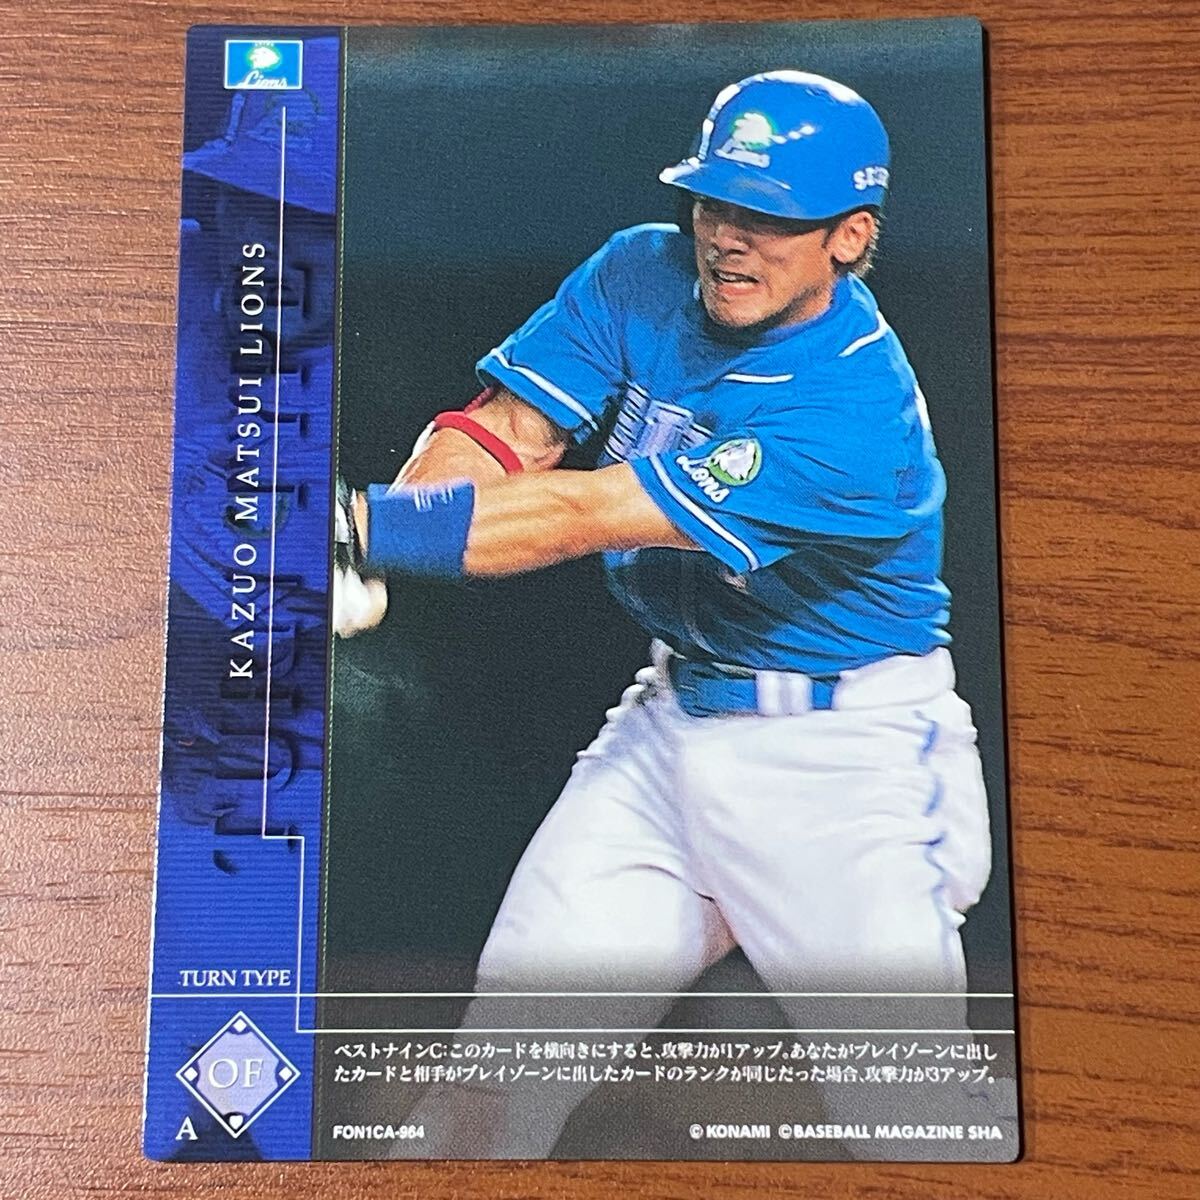 Lions
KAZUO MATSUI LIONS
TURN TYPE
TURN TYPE
OF
A
Lions
Lions
ベストナインC:このカードを横向きにすると、攻撃力が1アップ。あなたがプレイゾーンに出し
たカードと相手がプレイゾーンに出したカードのランクが同じだった場合、攻撃力が3アップ。
FON1CA-964
©KONAMI ©BASEBALL MAGAZINE SHA